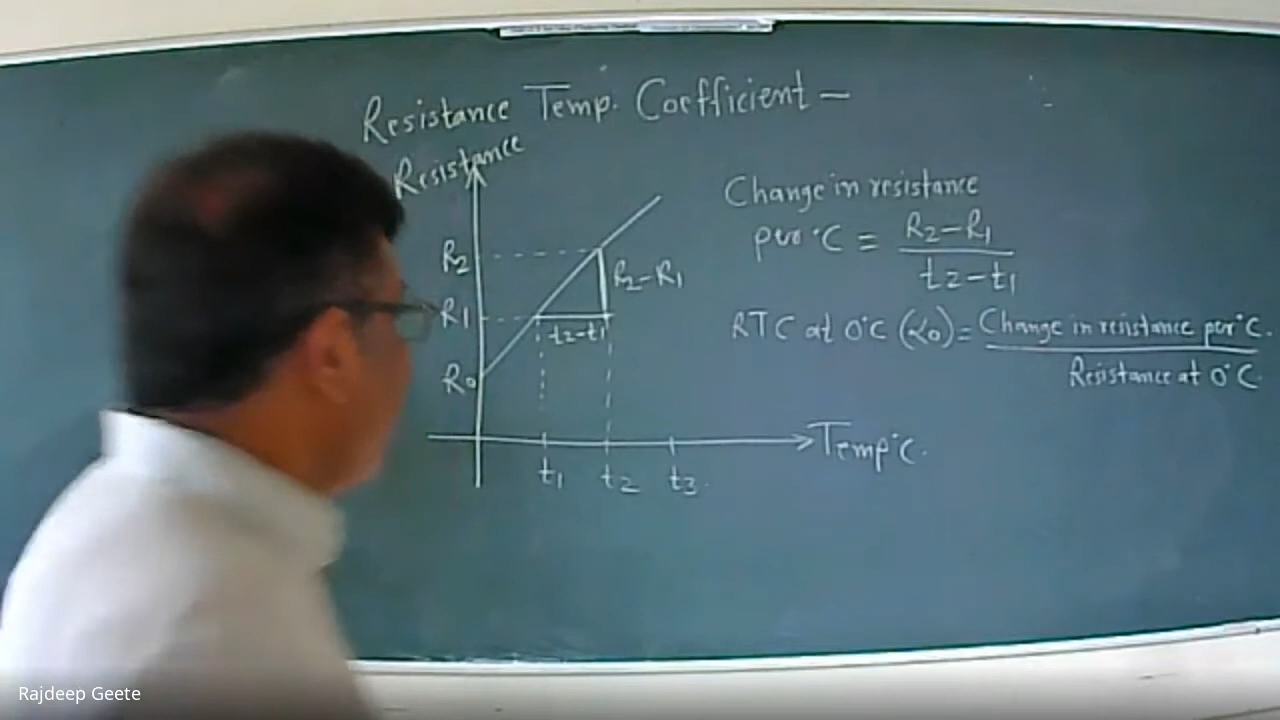 Resistance Temp. Coefficient —
Resistance
R2
R1
R0
R2-R1
t2-t1
t1 t2 t3
Temp°C.
Change in resistance
per °C = R2-R1
t2-t1
RTC at 0°C (α0) = Change in resistance per°C.
Resistance at 0°C.
Rajdeep Geete